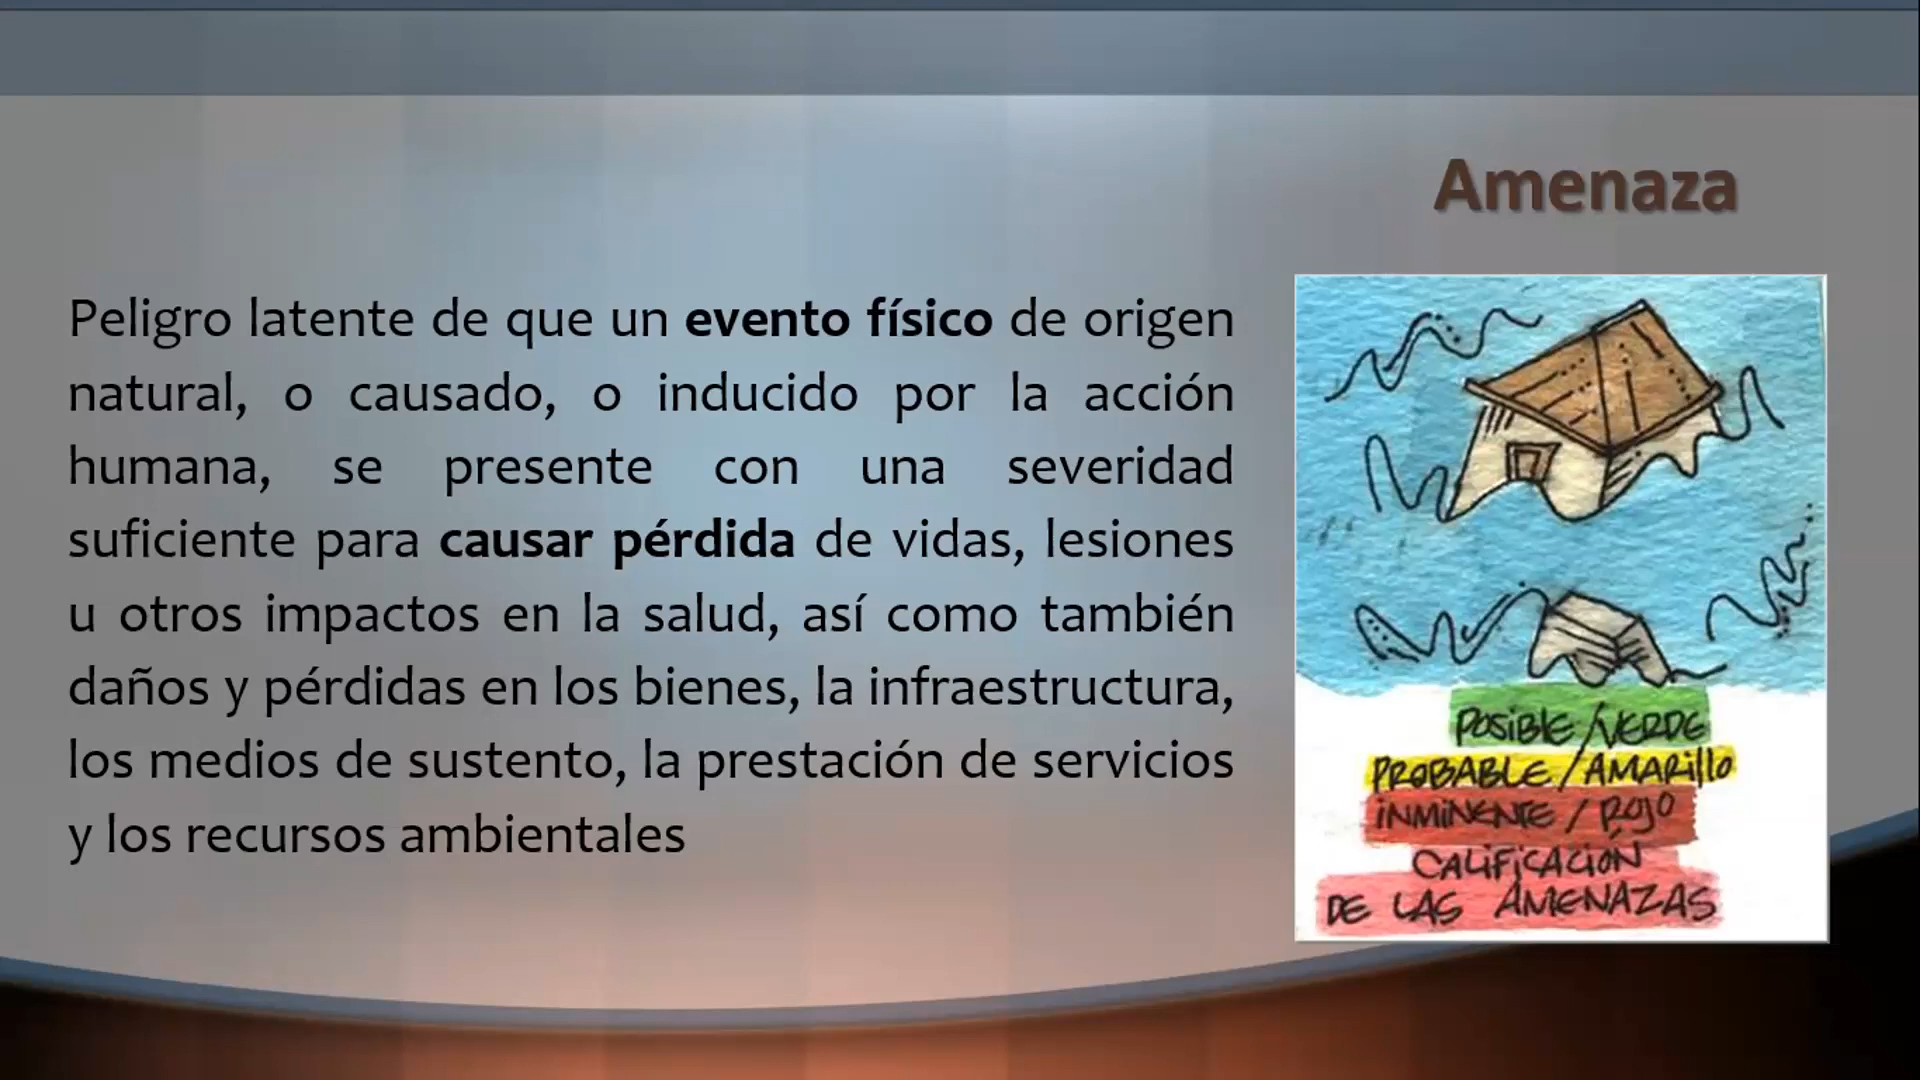 Amenaza
Peligro latente de que un evento físico de origen
natural, o causado, o inducido por la acción
humana, se presente con una severidad
suficiente para causar pérdida de vidas, lesiones
u otros impactos en la salud, así como también
daños y pérdidas en los bienes, la infraestructura,
los medios de sustento, la prestación de servicios
y los recursos ambientales
POSIBLE/VERDE
PROBABLE/AMARillo
INMINENTE/ROJO
CALIFICACIÓN
DE LAS AMENAZAS